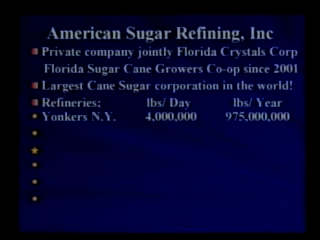 American Sugar Refining, Inc
Private company jointly Florida Crystals Corp
Florida Sugar Cane Growers Co-op since 2001
Largest Cane Sugar corporation in the world!
Refineries; lbs/ Day lbs/ Year
Yonkers N.Y. 4,000,000 975,000,000